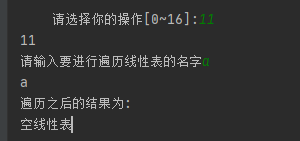 请选择你的操作[0~16]:11
11
请输入要进行遍历线性表的名字a
a
遍历之后的结果为:
空线性表